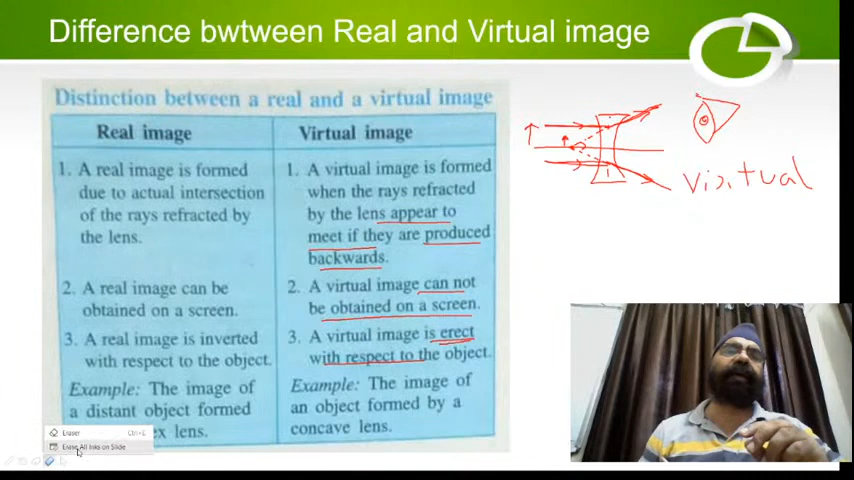 Difference bwtween Real and Virtual image
Distinction between a real and a virtual image
Real image
1. A real image is formed
due to actual intersection
of the rays refracted by
the lens.
2. A real image can be
obtained on a screen.
3. A real image is inverted
with respect to the object.
Example: The image of
a distant object formed
ex lens.
Virtual image
1. A virtual image is formed
when the rays refracted
by the lens appear to
meet if they are produced
backwards.
2. A virtual image can not
be obtained on a screen.
3. A virtual image is erect
with respect to the object.
Example: The image of
an object formed by a
concave lens.
Eraser Ctrl+E
Erase All Inks on Slide